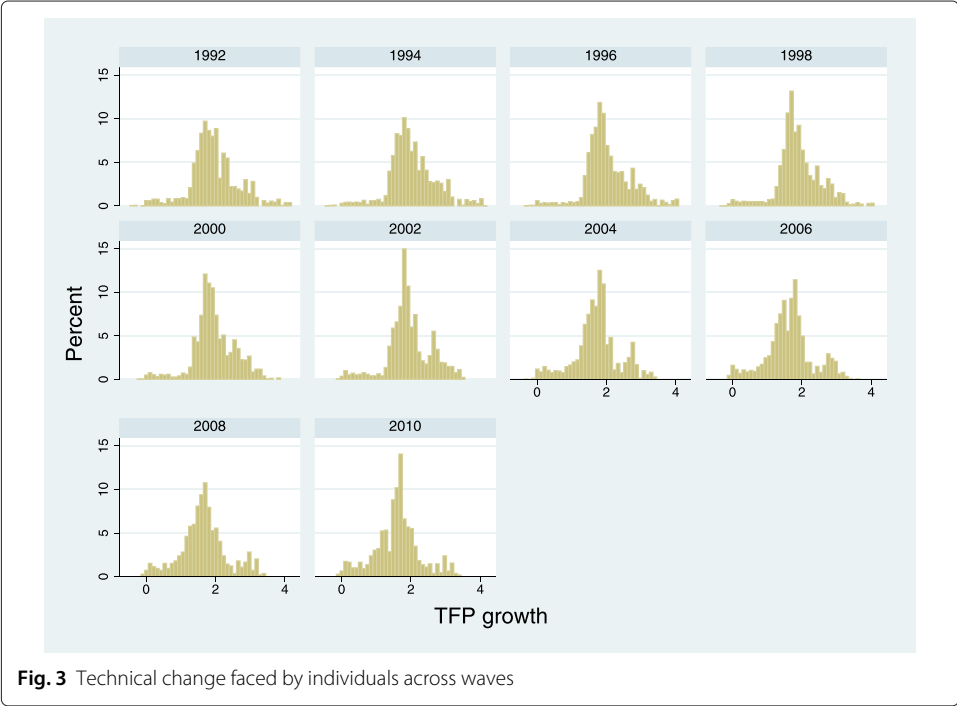 1992 1994 1996 1998
15
10
5
0
2000 2002 2004 2006
15
10
5
0
0 2 4 0 2 4
2008 2010
15
10
5
0
0 2 4 0 2 4
Percent
TFP growth
Fig. 3 Technical change faced by individuals across waves